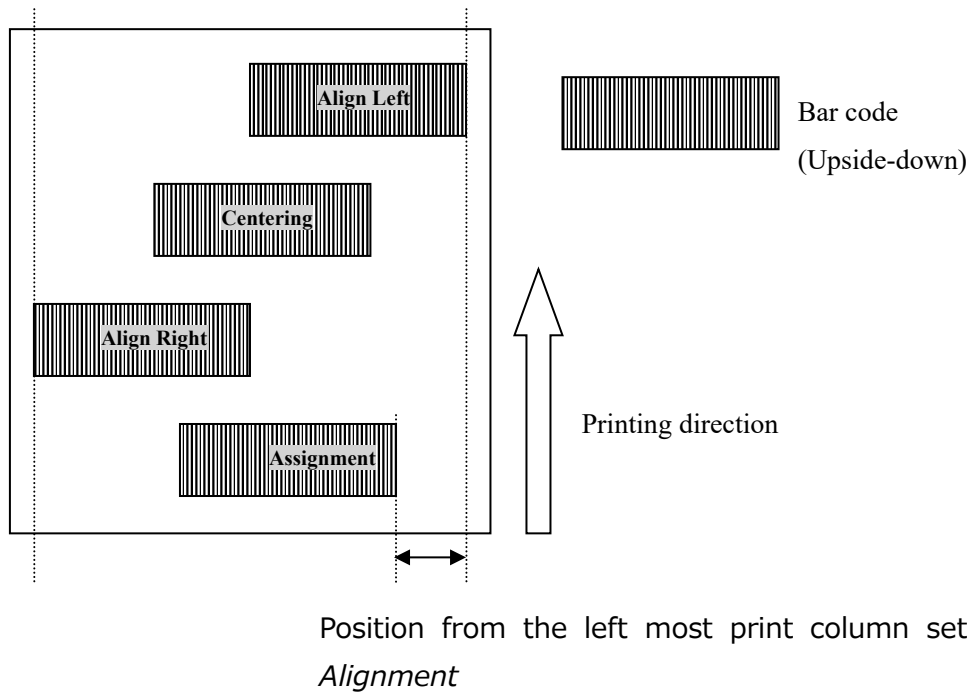 Align Left
Bar code
(Upside-down)
Centering
Align Right
Printing direction
Assignment
Position from the left most print column set
Alignment